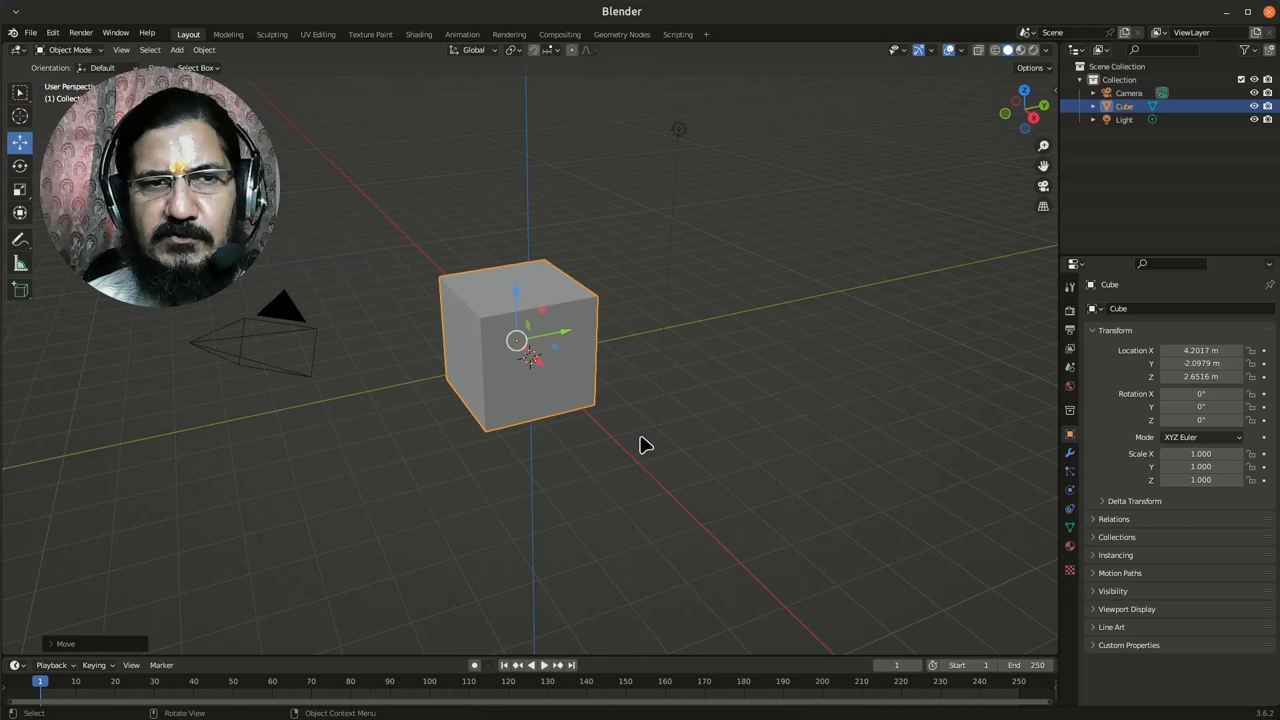 Blender
File Edit Render Window Help Layout Modeling Sculpting UV Editing Texture Paint Shading Animation Rendering Compositing Geometry Nodes Scripting + Scene ViewLayer
Object Mode View Select Add Object Global
Orientation: Default Select Box Options
User Perspe
(1) Collect
Scene Collection
Collection
Camera
Cube
Light
Z
Y
X
Cube
Cube
Transform
Location X 4.2017 m
Y -2.0979 m
Z 2.6516 m
Rotation X 0°
Y 0°
Z 0°
Mode XYZ Euler
Scale X 1.000
Y 1.000
Z 1.000
Delta Transform
Relations
Collections
Instancing
Motion Paths
Visibility
Viewport Display
Line Art
Custom Properties
Move
Playback Keying View Marker 1 Start 1 End 250
1 10 20 30 40 50 60 70 80 90 100 110 120 130 140 150 160 170 180 190 200 210 220 230 240 250
Select Rotate View Object Context Menu 3.6.2